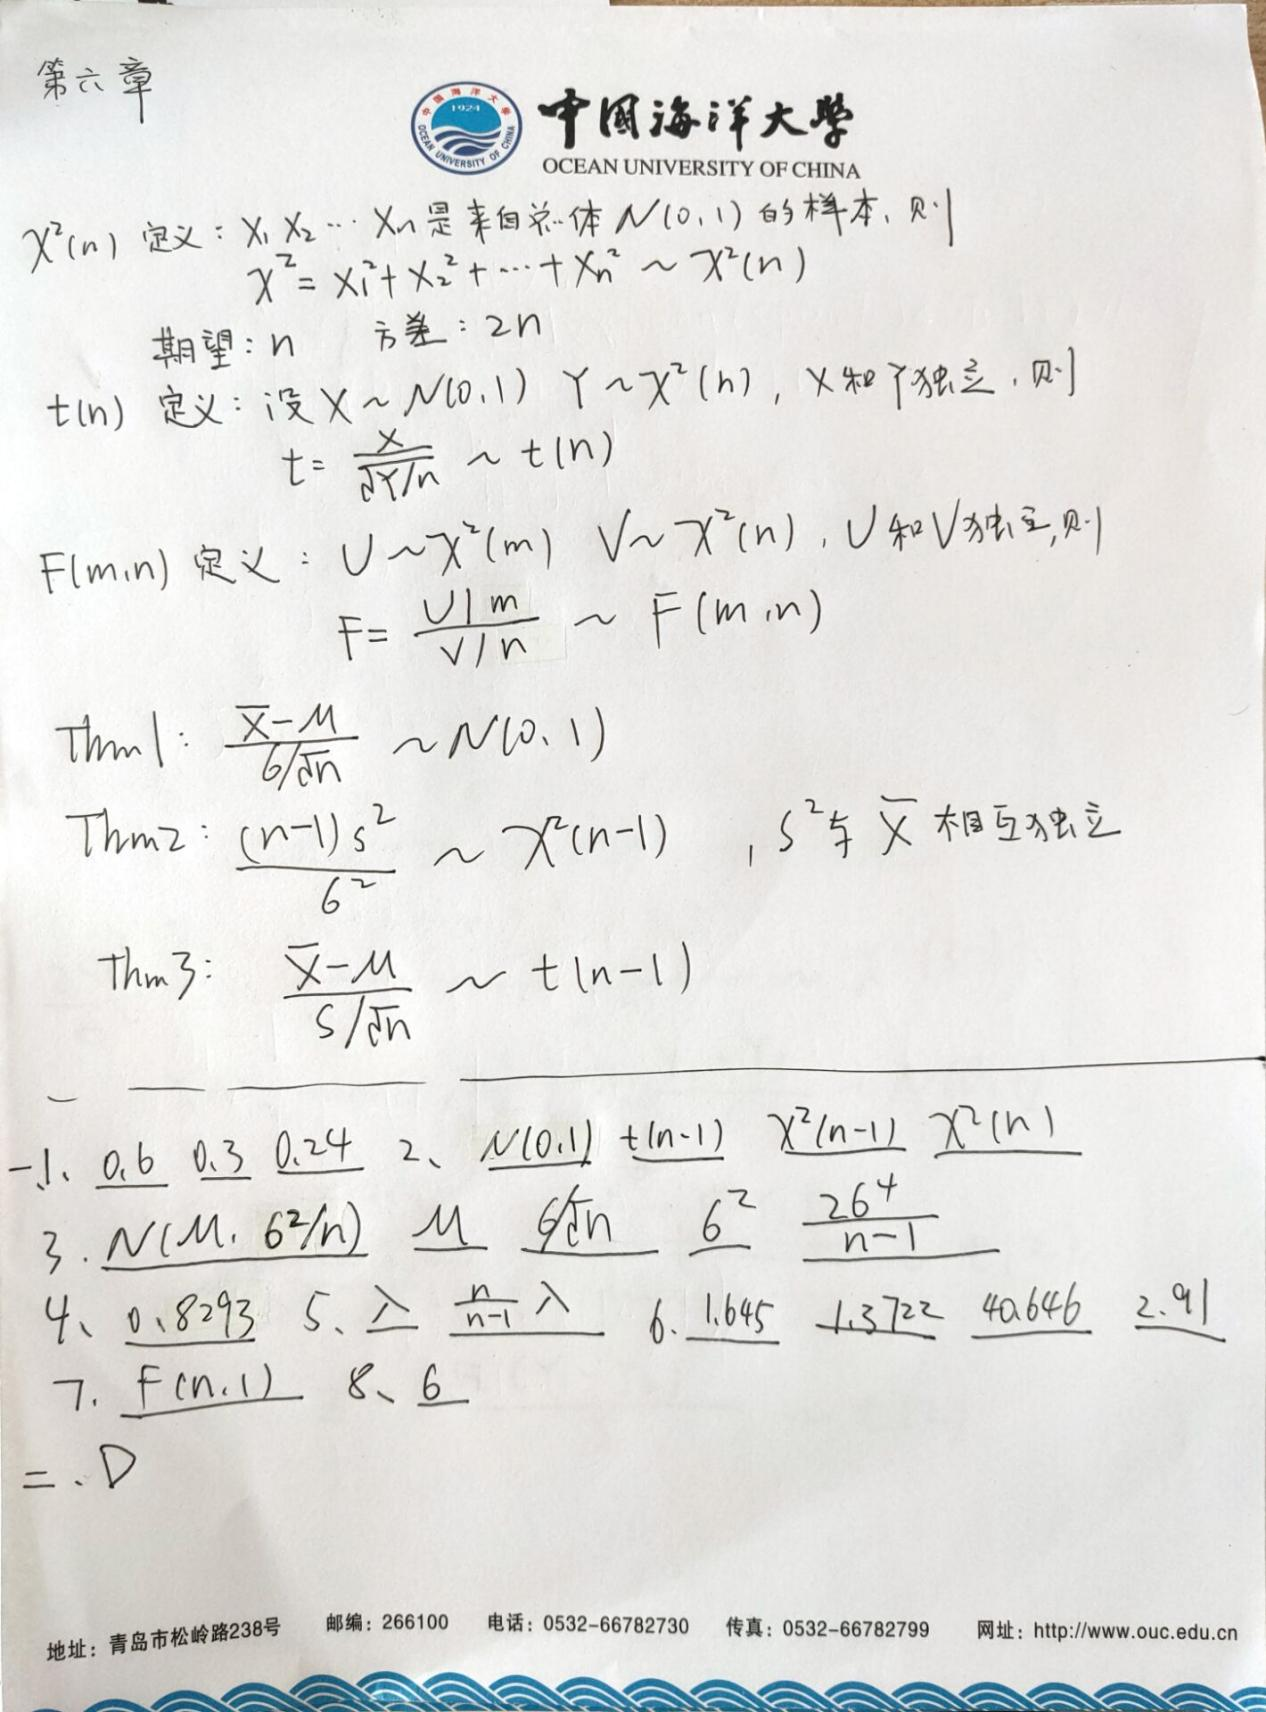 第六章
中国海洋大学
1924
OCEAN UNIVERSITY OF CHINA
χ²(n) 定义：X₁ X₂ … Xn是来自总体 N(0,1) 的样本，则
χ² = X₁² + X₂² + … + Xn² ~ χ²(n)
期望：n 方差：2n
t(n) 定义：设 X ~ N(0,1) Y ~ χ²(n)，X和Y独立，则
t = X / √(Y/n) ~ t(n)
F(m,n) 定义：U ~ χ²(m) V ~ χ²(n)，U和V独立，则
F = (U/m) / (V/n) ~ F(m,n)
Thm1: (X̄-μ) / (σ/√n) ~ N(0,1)
Thm2: (n-1)S² / σ² ~ χ²(n-1) , S²与 X̄ 相互独立
Thm3: (X̄-μ) / (S/√n) ~ t(n-1)
一、1、0.6 0.3 0.24 2、N(0,1) t(n-1) χ²(n-1) χ²(n)
3. N(μ, σ²/n) μ σ/√n σ² 2σ⁴/(n-1)
4、0.8293 5、λ n/(n-1) λ 6. 1.645 1.3722 40.646 2.91
7. F(n,1) 8、6
二、D
地址：青岛市松岭路238号 邮编：266100 电话：0532-66782730 传真：0532-66782799 网址：http://www.ouc.edu.cn